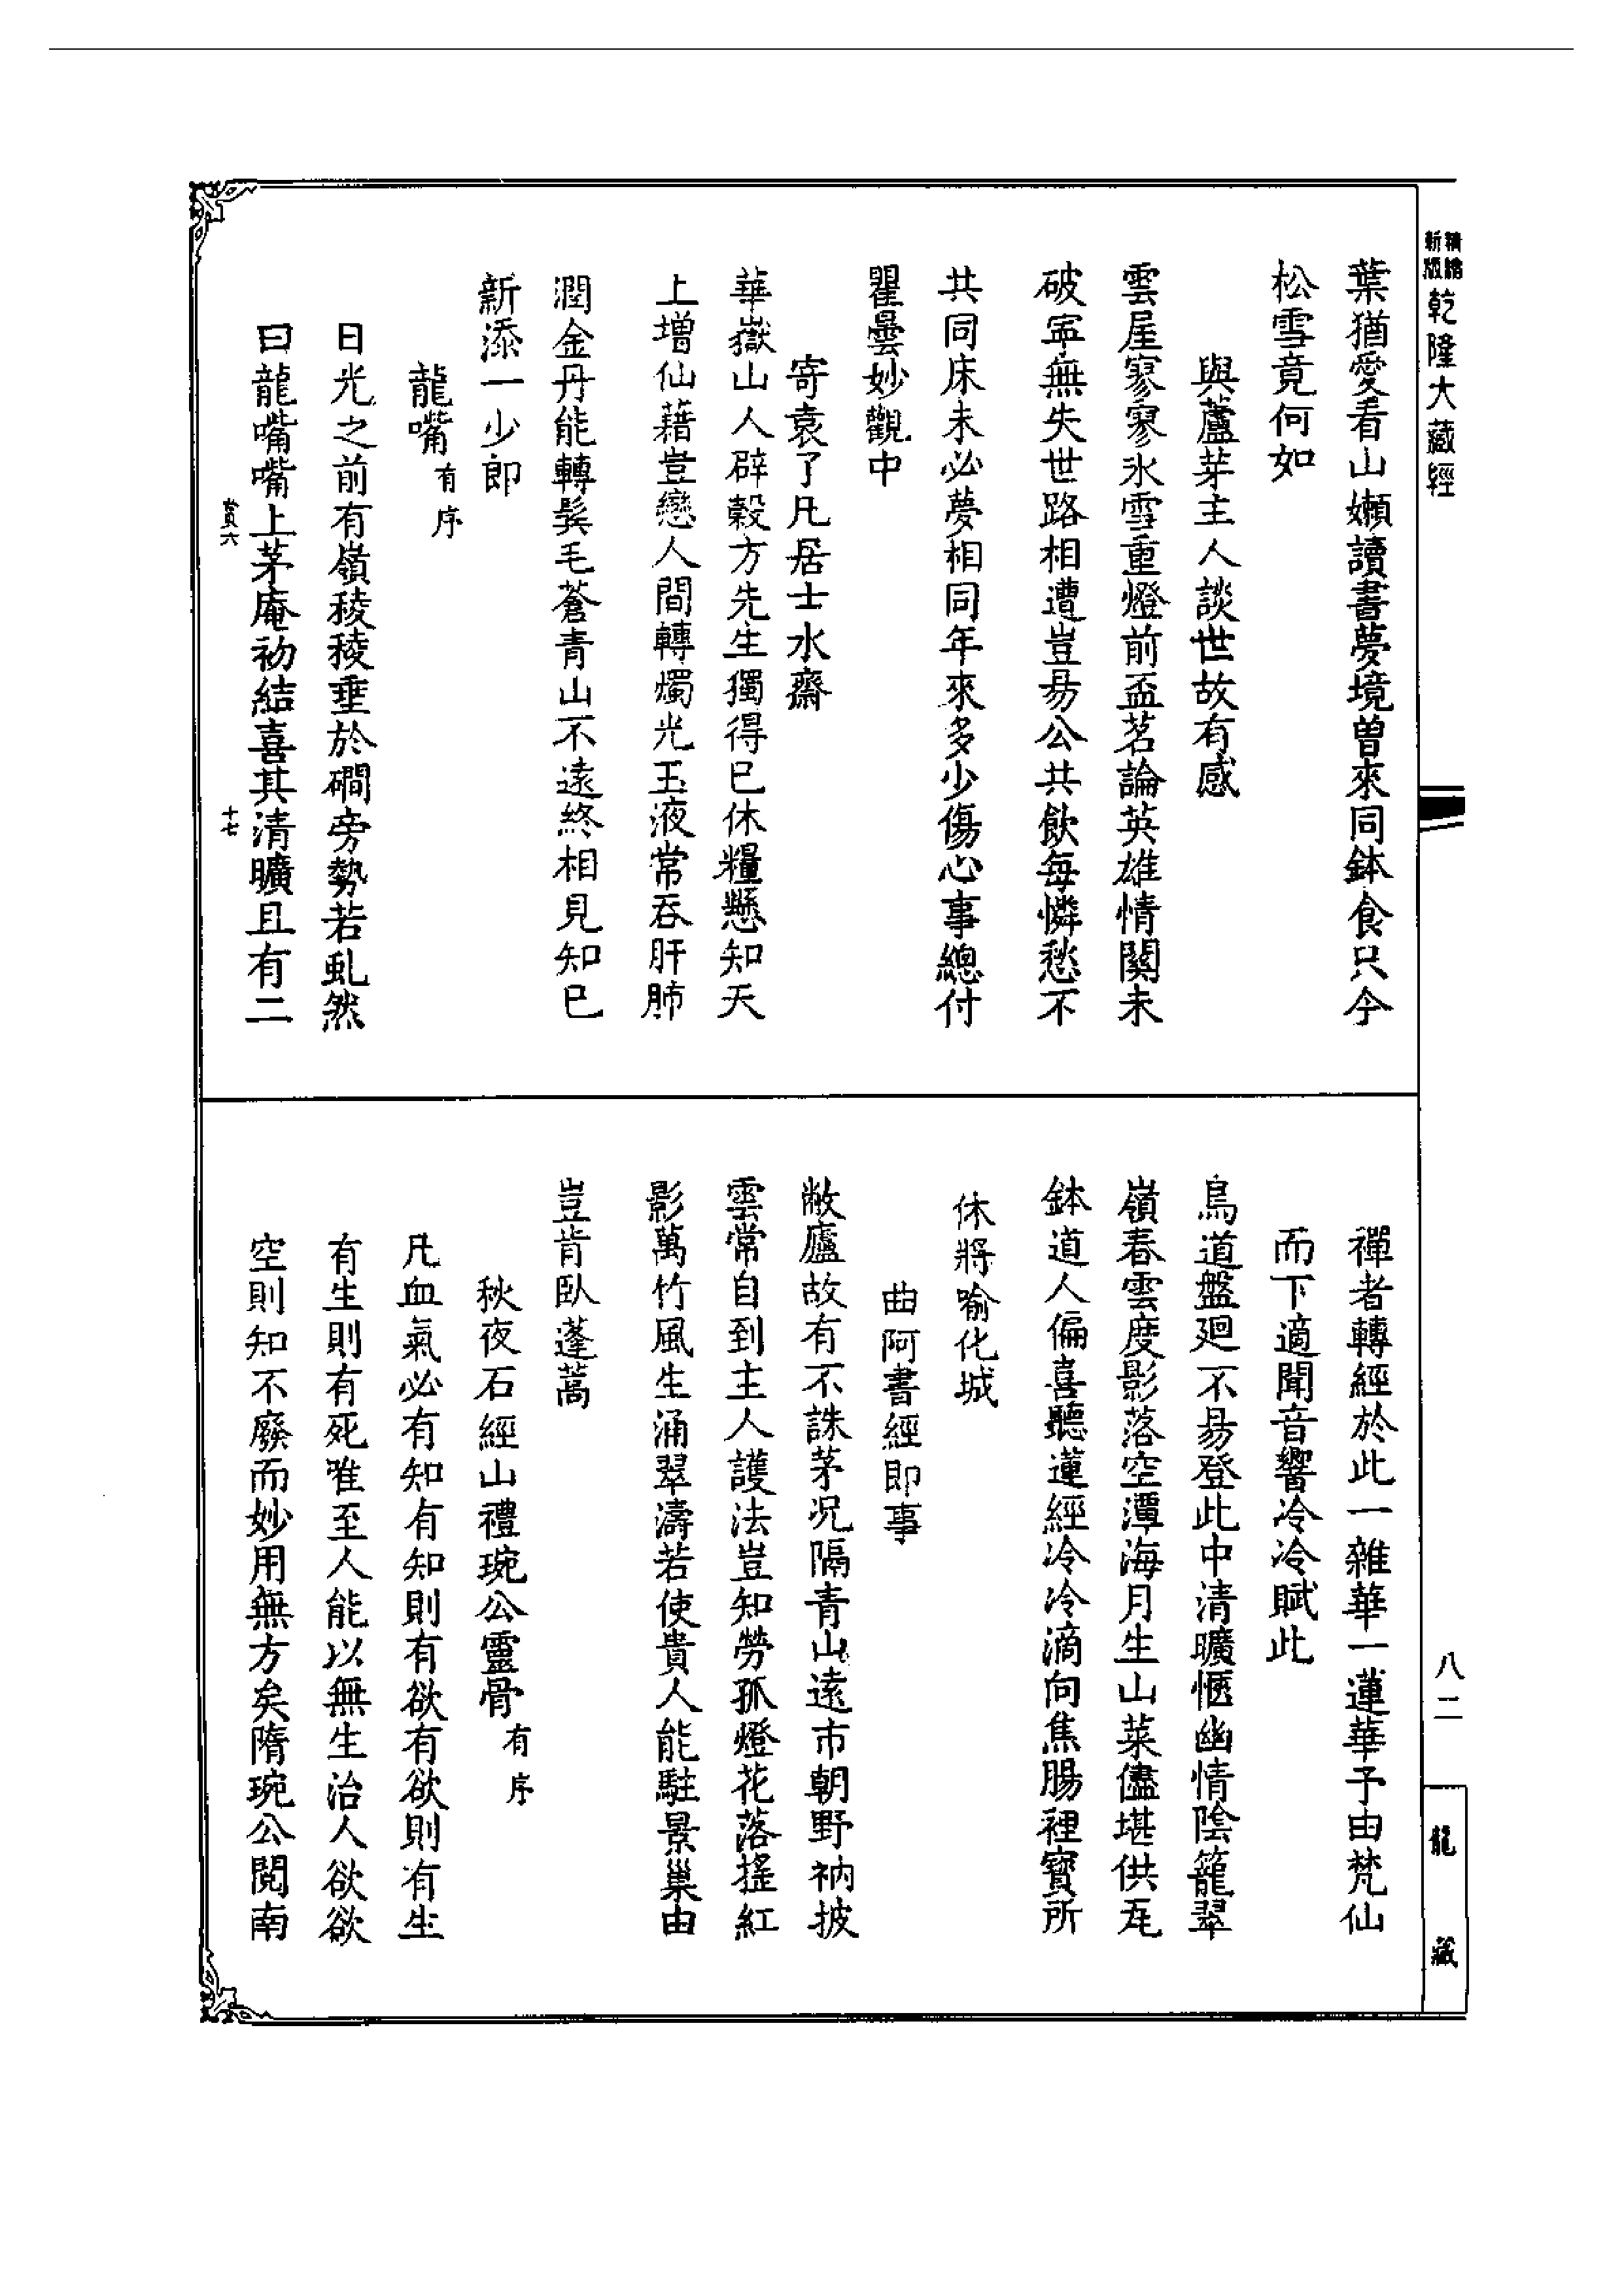 精縮
新版
乾隆大藏經
葉猶愛看山嬾讀書夢境曾來同鉢食只今
松雪竟何如
與蘆芽主人談世故有感
雲屋寥寥氷雪重燈前盃茗論英雄情關未
破寜無失世路相遭豈易公共飲每憐愁不
共同床未必夢相同年來多少傷心事總付
瞿曇妙觀中
寄袁了凡居士水齋
華嶽山人辟穀方先生獨得已休糧懸知天
上増仙藉豈戀人間轉燭光玉液常吞肝肺
潤金丹能轉鬂毛蒼青山不遠終相見知已
新添一少郎
龍嘴有序
日光之前有嶺稜稜垂於磵旁勢若虬然
曰龍嘴嘴上茅庵初結喜其清曠且有二
賞六
十七
禪者轉經於此一雜華一蓮華予由梵仙
而下適聞音響冷冷賦此
鳥道盤廻不易登此中清曠愜幽情陰籠翠
嶺春雲度影落空潭海月生山菜儘堪供瓦
鉢道人偏喜聽蓮經冷冷滴向焦腸裡寶所
休將喻化城
曲阿書經即事
敝廬故有不誅茅况隔青山遠市朝野衲披
雲常自到主人護法豈知勞孤燈花落揺紅
影萬竹風生涌翠濤若使貴人能駐景巢由
豈肯臥蓬蒿
秋夜石經山禮琬公靈骨有序
凡血氣必有知有知則有欲有欲則有生
有生則有死唯至人能以無生治人欲欲
空則知不廢而妙用無方矣隋琬公閱南
八二
龍藏